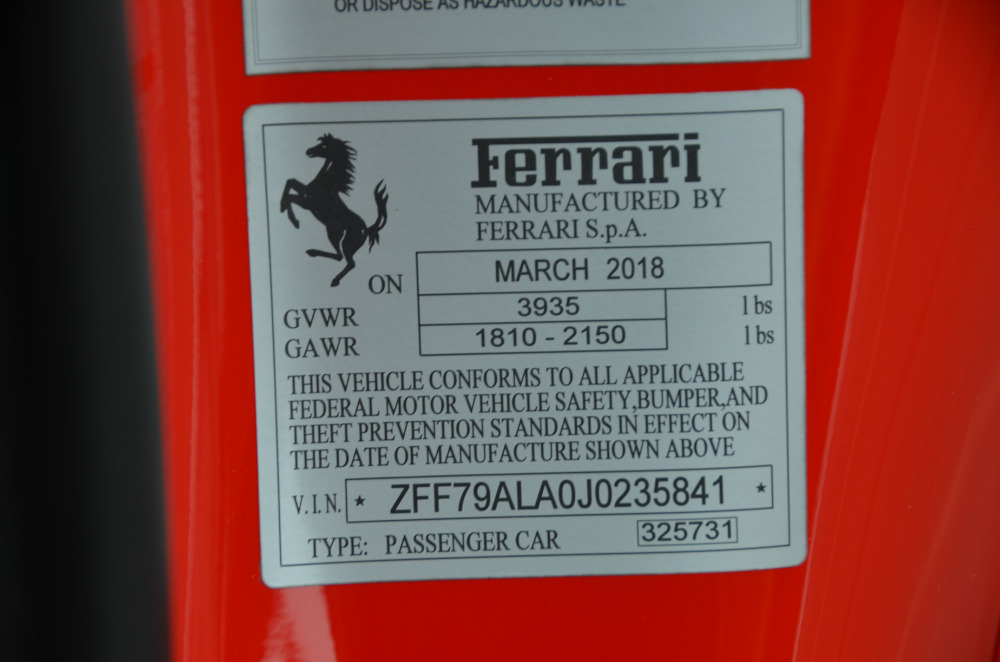 OR DISPOSE AS HAZARDOUS WASTE
Ferrari
MANUFACTURED BY
FERRARI S.p.A.
ON MARCH 2018
GVWR 3935 lbs
GAWR 1810 - 2150 lbs
THIS VEHICLE CONFORMS TO ALL APPLICABLE
FEDERAL MOTOR VEHICLE SAFETY,BUMPER,AND
THEFT PREVENTION STANDARDS IN EFFECT ON
THE DATE OF MANUFACTURE SHOWN ABOVE
V.I.N. * ZFF79ALA0J0235841 *
TYPE: PASSENGER CAR 325731